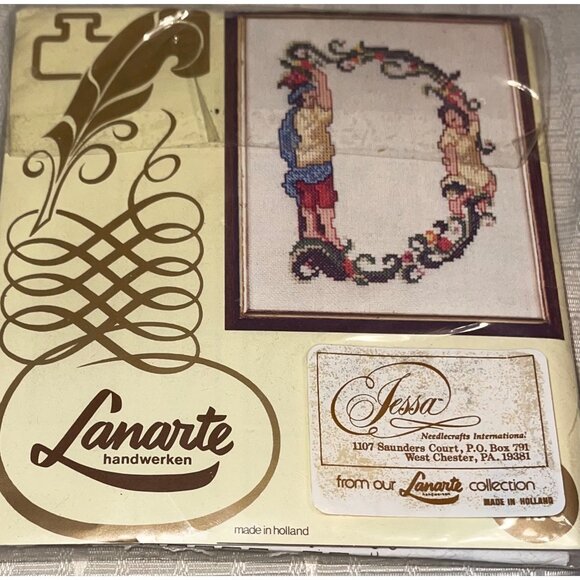 Lanarte
handwerken
made in holland
Jessa
Needlecrafts International
1107 Saunders Court, P.O. Box 791
West Chester, PA. 19381
from our Lanarte collection
handwerken
MADE IN HOLLAND